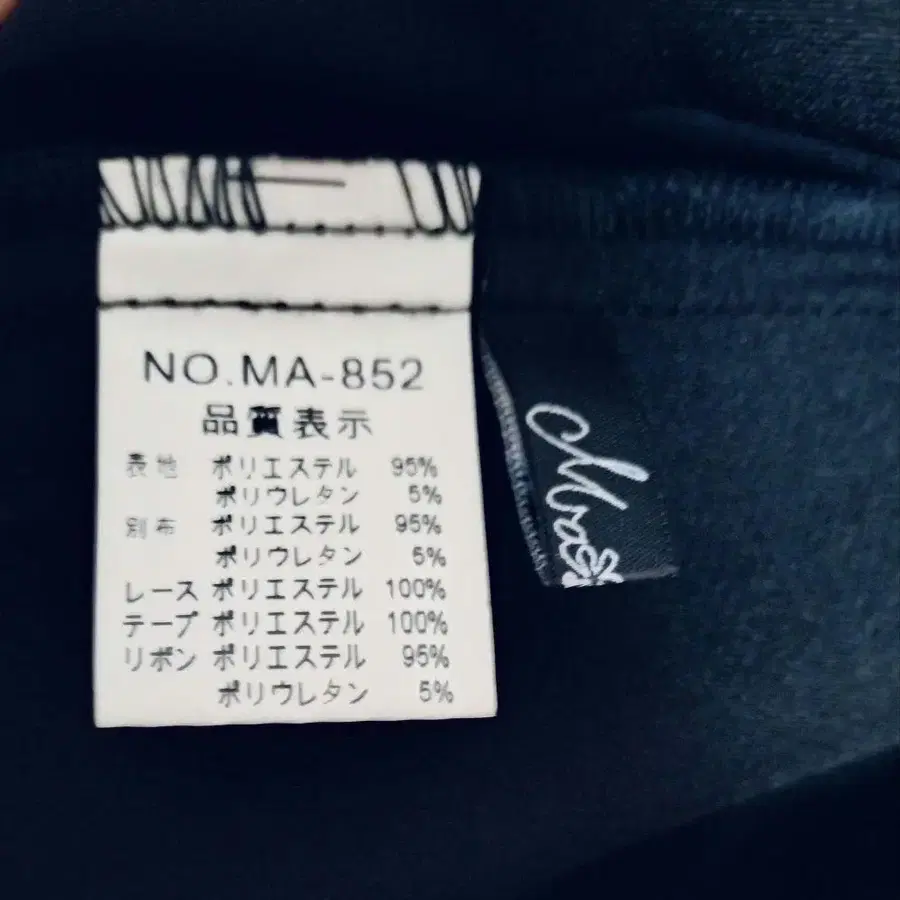 NO.MA-852
品質表示
表地 ポリエステル 95%
ポリウレタン 5%
別布 ポリエステル 95%
ポリウレタン 5%
レース ポリエステル 100%
テープ ポリエステル 100%
リボン ポリエステル 95%
ポリウレタン 5%